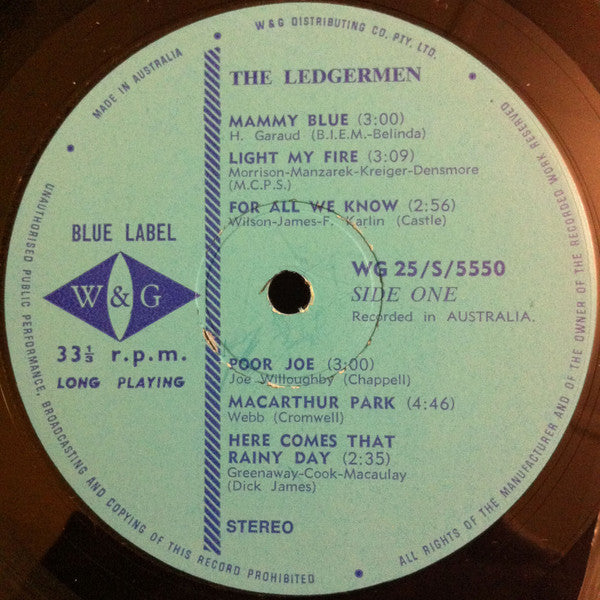 W&G DISTRIBUTING CO. PTY. LTD.
MADE IN AUSTRALIA
THE LEDGERMEN
MAMMY BLUE (3:00)
H. Garaud (B.I.E.M.-Belinda)
LIGHT MY FIRE (3:09)
Morrison-Manzarek-Kreiger-Densmore
(M.C.P.S.)
FOR ALL WE KNOW (2:56)
Wilson-James-F. Karlin (Castle)
BLUE LABEL
W&G
33⅓ r.p.m.
LONG PLAYING
WG 25/S/5550
SIDE ONE
Recorded in AUSTRALIA.
POOR JOE (3:00)
Joe Willoughby (Chappell)
MACARTHUR PARK (4:46)
Webb (Cromwell)
HERE COMES THAT
RAINY DAY (2:35)
Greenaway-Cook-Macaulay
(Dick James)
STEREO
UNAUTHORISED PUBLIC PERFORMANCE, BROADCASTING AND COPYING OF THIS RECORD PROHIBITED
ALL RIGHTS OF THE MANUFACTURER AND OF THE OWNER OF THE RECORDED WORK RESERVED